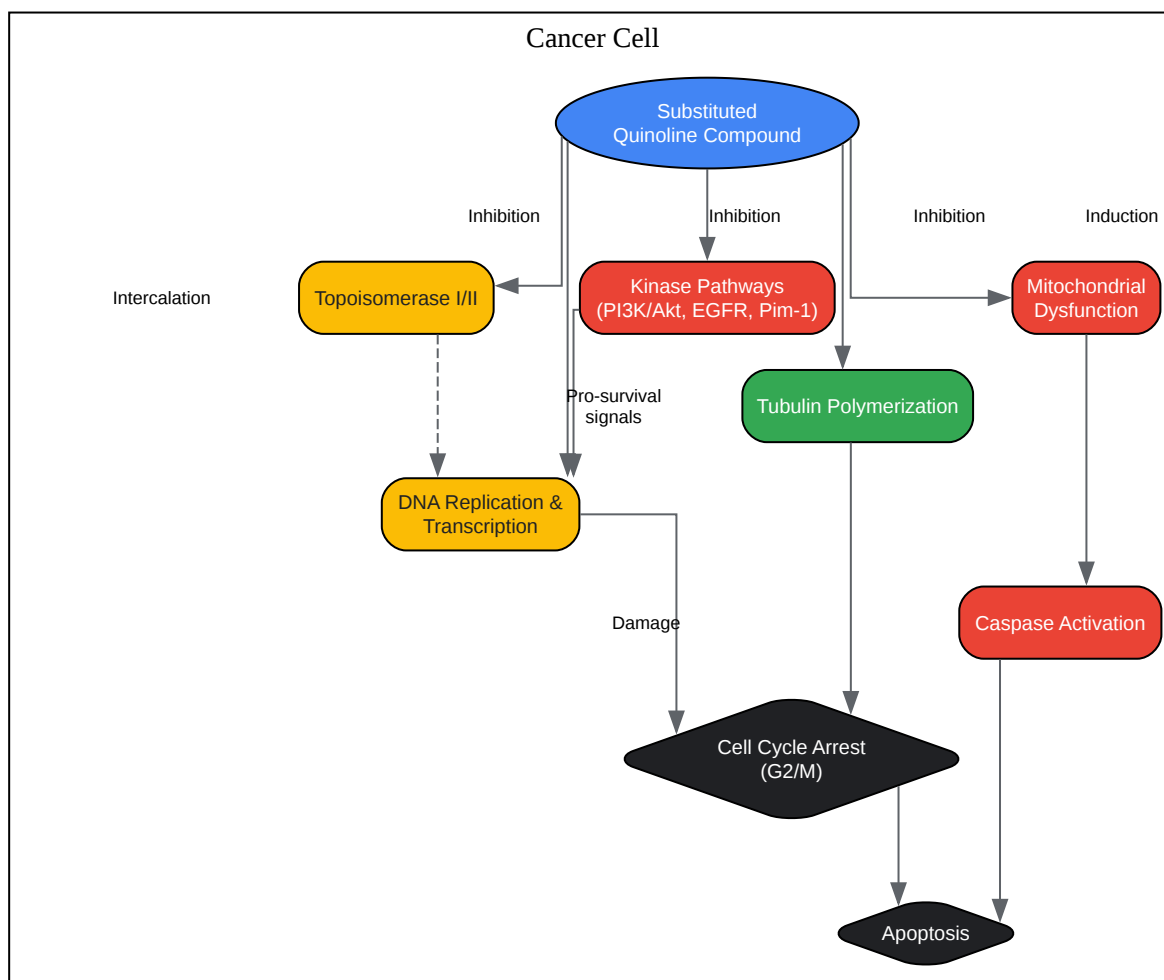 Cancer Cell
Substituted
Quinoline Compound
Inhibition
Inhibition
Inhibition
Induction
Intercalation
Topoisomerase I/II
Kinase Pathways
(PI3K/Akt, EGFR, Pim-1)
Mitochondrial
Dysfunction
Pro-survival
signals
Tubulin Polymerization
DNA Replication &
Transcription
Damage
Caspase Activation
Cell Cycle Arrest
(G2/M)
Apoptosis